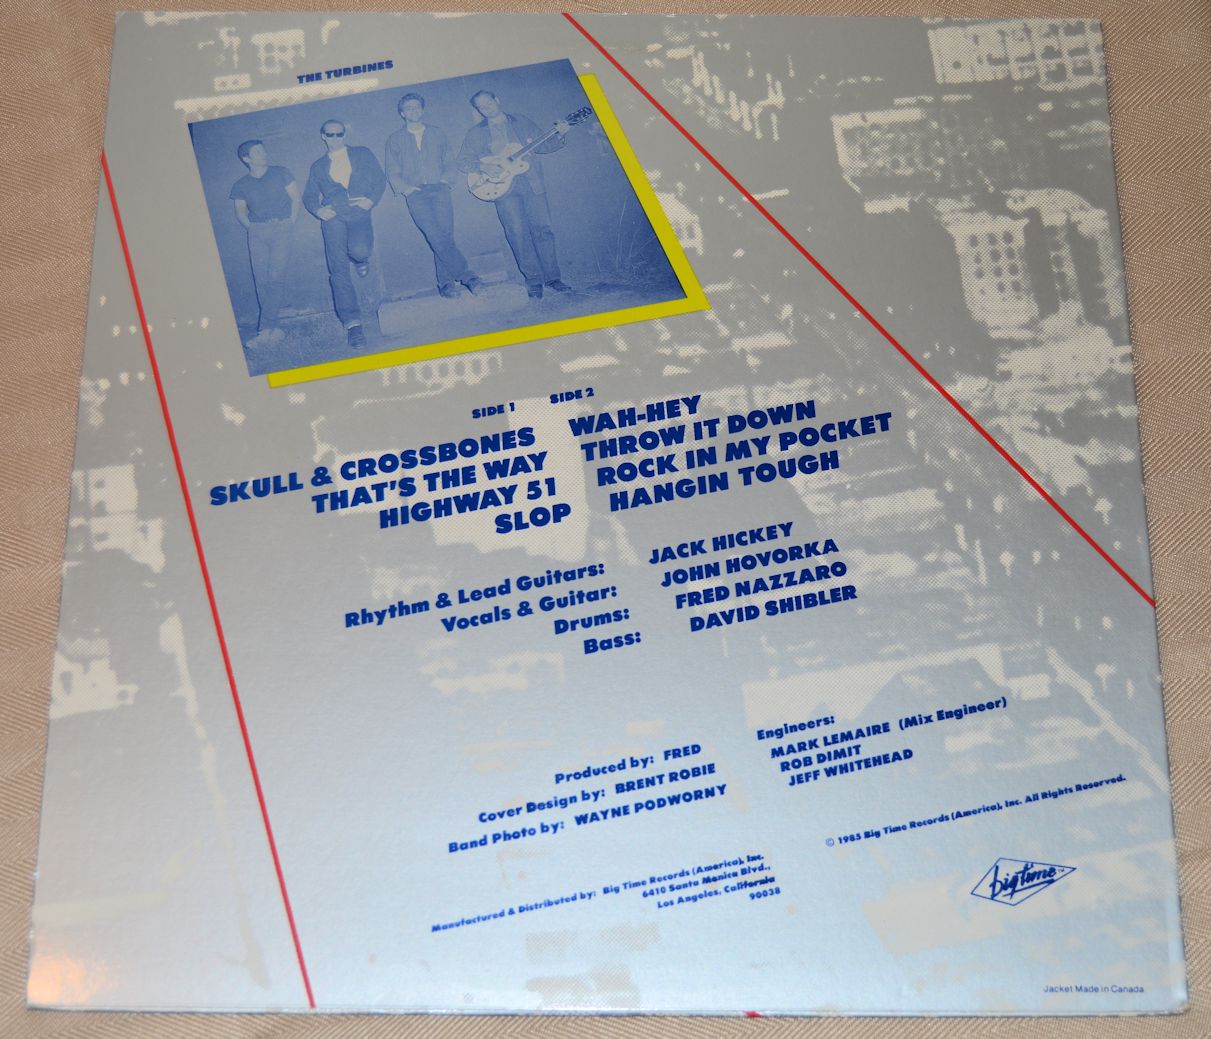 THE TURBINES
SIDE 1
SKULL & CROSSBONES
THAT'S THE WAY
HIGHWAY 51
SLOP
SIDE 2
WAH-HEY
THROW IT DOWN
ROCK IN MY POCKET
HANGIN TOUGH
Rhythm & Lead Guitars: JACK HICKEY
Vocals & Guitar: JOHN HOVORKA
Drums: FRED NAZZARO
Bass: DAVID SHIBLER
Produced by: FRED
Cover Design by: BRENT ROBIE
Band Photo by: WAYNE PODWORNY
Engineers:
MARK LEMAIRE (Mix Engineer)
ROB DIMIT
JEFF WHITEHEAD
Manufactured & Distributed by: Big Time Records (America), Inc.
6410 Santa Monica Blvd.,
Los Angeles, California
90038
© 1985 Big Time Records (America), Inc. All Rights Reserved.
bigtime™
Jacket Made in Canada